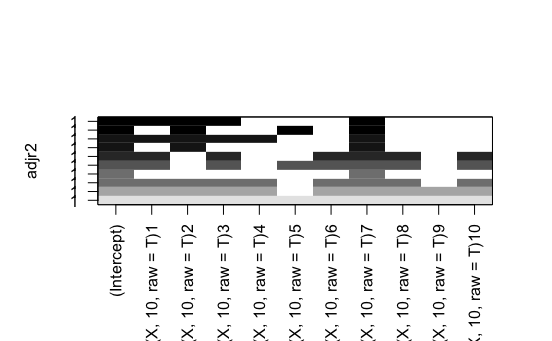 adjr2
(Intercept)
(X, 10, raw = T)1
(X, 10, raw = T)2
(X, 10, raw = T)3
(X, 10, raw = T)4
(X, 10, raw = T)5
(X, 10, raw = T)6
(X, 10, raw = T)7
(X, 10, raw = T)8
(X, 10, raw = T)9
X, 10, raw = T)10